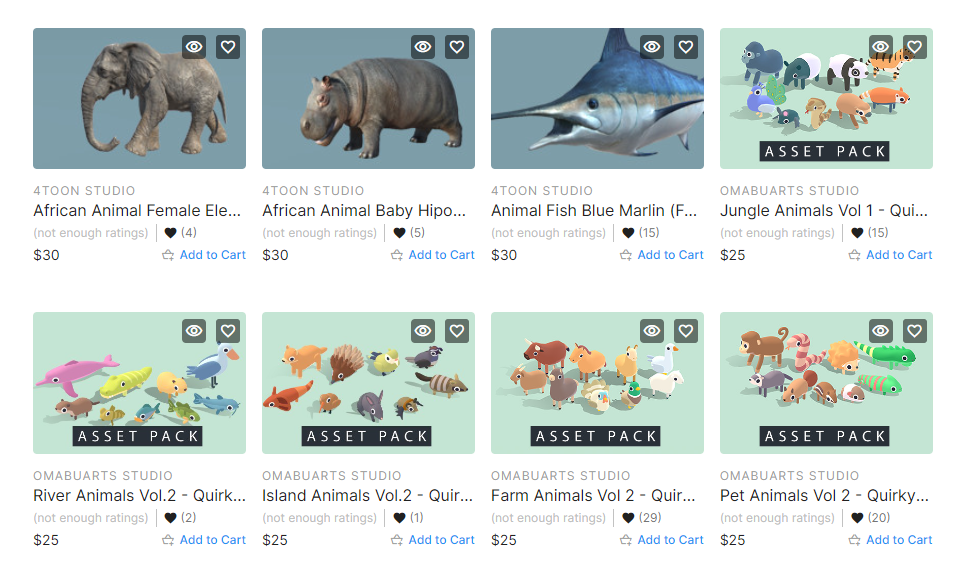 ASSET PACK
4TOON STUDIO
African Animal Female Ele...
(not enough ratings) (4)
$30 Add to Cart
4TOON STUDIO
African Animal Baby Hipo...
(not enough ratings) (5)
$30 Add to Cart
4TOON STUDIO
Animal Fish Blue Marlin (F...
(not enough ratings) (15)
$30 Add to Cart
OMABUARTS STUDIO
Jungle Animals Vol 1 - Qui...
(not enough ratings) (15)
$25 Add to Cart
ASSET PACK
ASSET PACK
ASSET PACK
ASSET PACK
OMABUARTS STUDIO
River Animals Vol.2 - Quirk...
(not enough ratings) (2)
$25 Add to Cart
OMABUARTS STUDIO
Island Animals Vol.2 - Quir...
(not enough ratings) (1)
$25 Add to Cart
OMABUARTS STUDIO
Farm Animals Vol 2 - Quir...
(not enough ratings) (29)
$25 Add to Cart
OMABUARTS STUDIO
Pet Animals Vol 2 - Quirky...
(not enough ratings) (20)
$25 Add to Cart